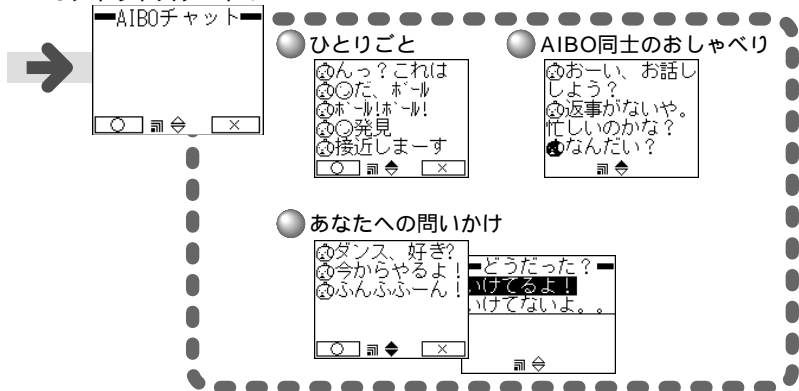 AIBOチャット
○ ×
ひとりごと
んっ？これは
○だ、ボール
ボール!ボール!
○発見
接近しまーす
○ ×
AIBO同士のおしゃべり
おーい、お話し
しよう？
返事がないや。
忙しいのかな？
なんだい？
あなたへの問いかけ
ダンス、好き?
今からやるよ！
ふんふふーん！
○ ×
どうだった？
いけてるよ！
いけてないよ。。